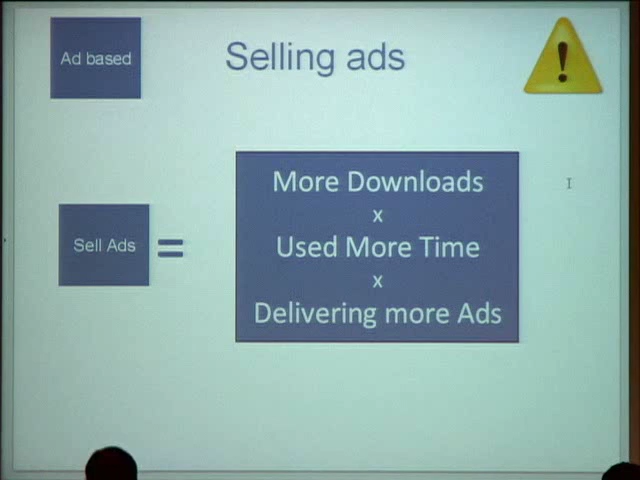 Ad based
Selling ads
Sell Ads
=
More Downloads
x
Used More Time
x
Delivering more Ads